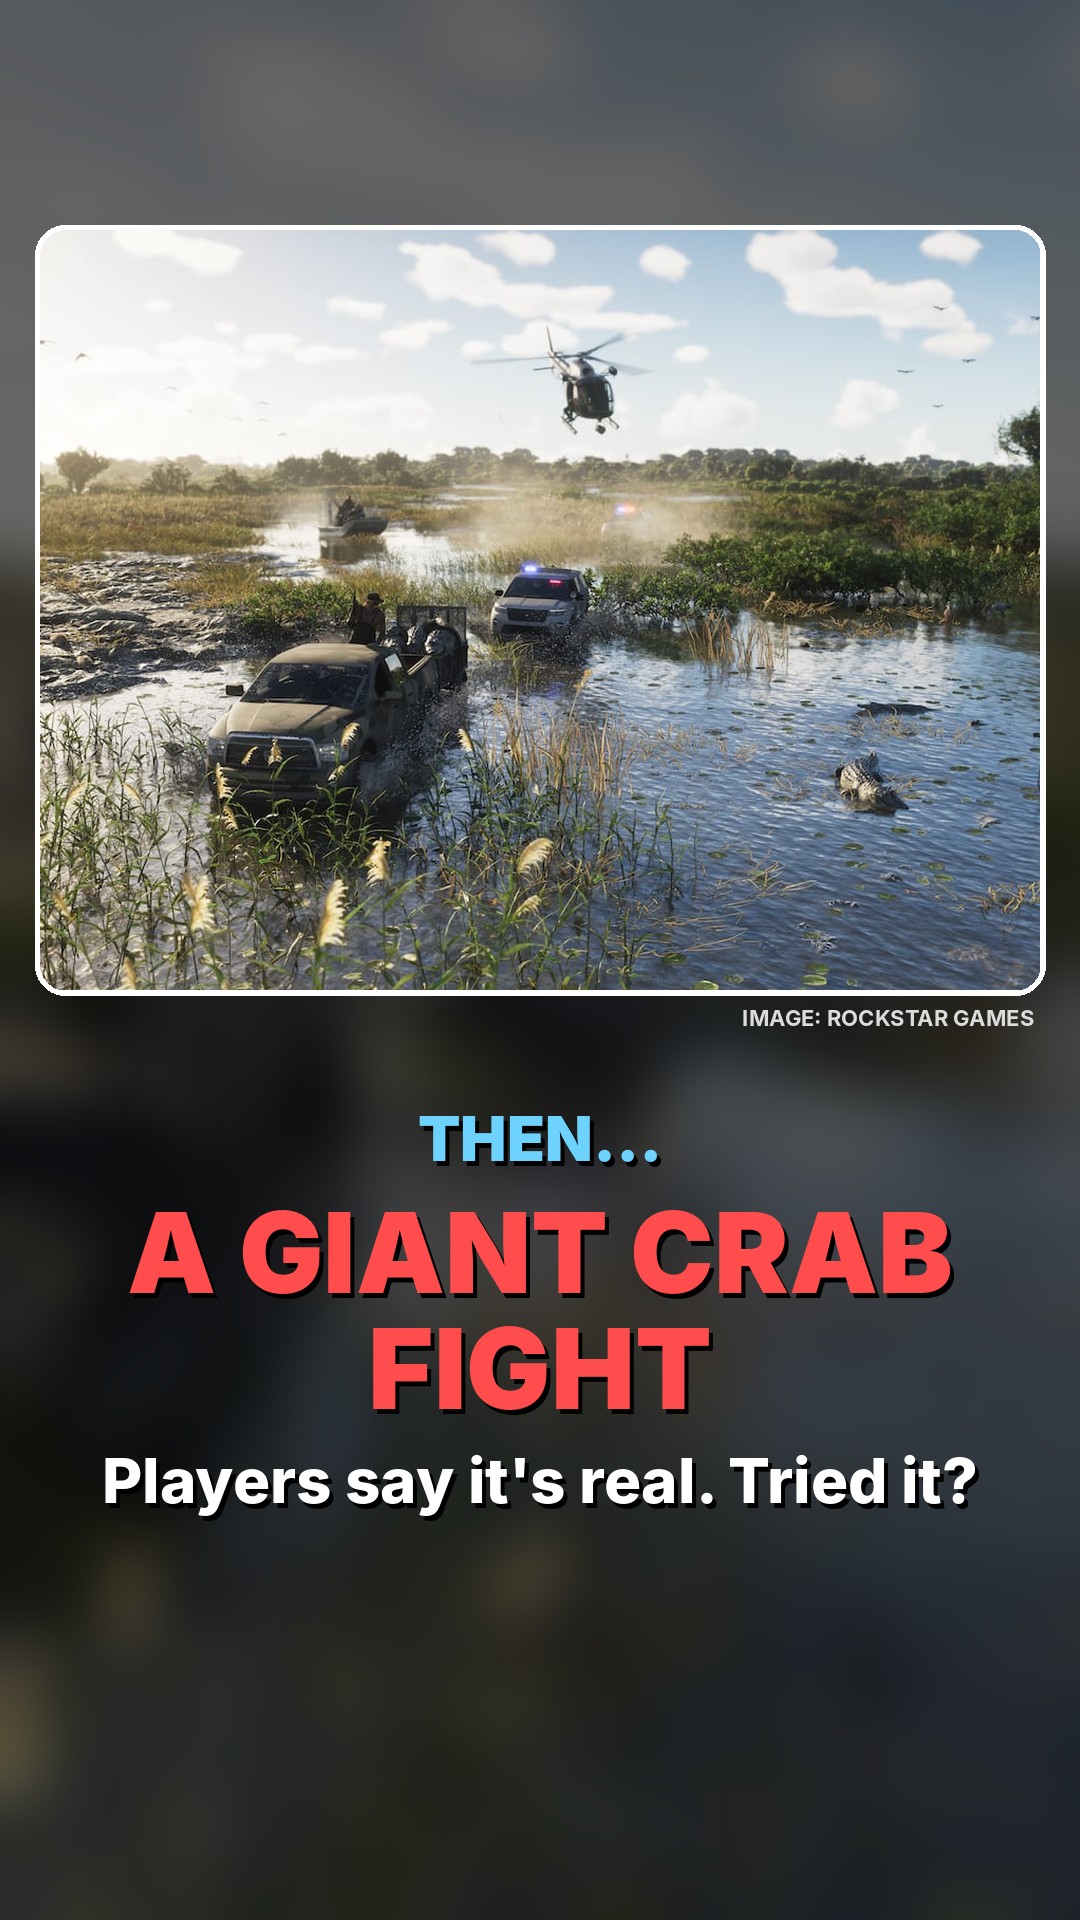 IMAGE: ROCKSTAR GAMES
THEN...
A GIANT CRAB
FIGHT
Players say it's real. Tried it?